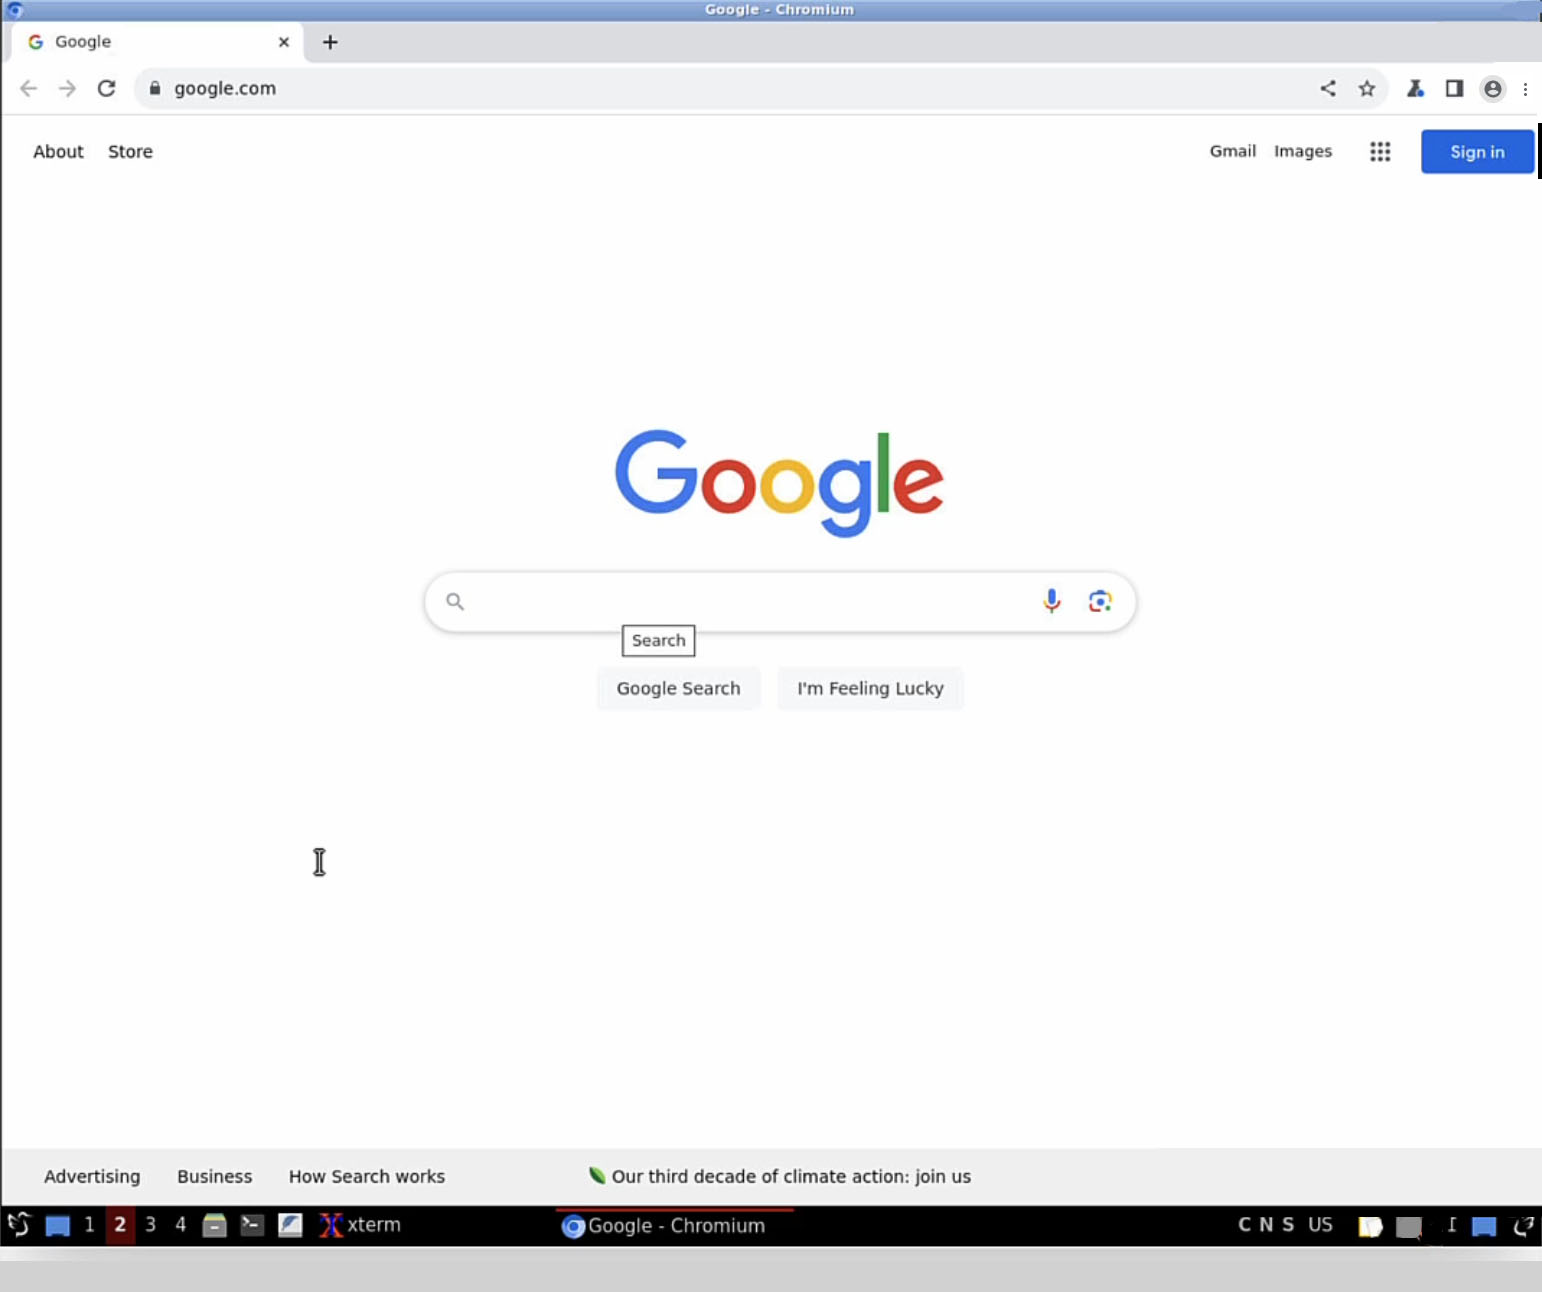 Google - Chromium
Google
google.com
About Store Gmail Images Sign in
Google
Search
Google Search I'm Feeling Lucky
Advertising Business How Search works Our third decade of climate action: join us
1 2 3 4 xterm Google - Chromium C N S US